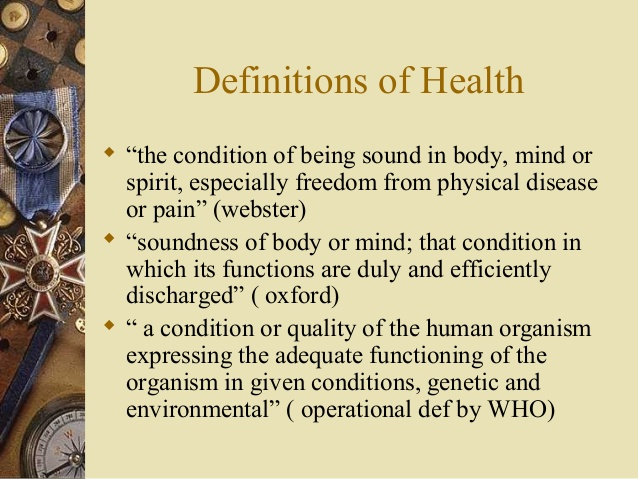 Definitions of Health
“the condition of being sound in body, mind or
spirit, especially freedom from physical disease
or pain” (webster)
“soundness of body or mind; that condition in
which its functions are duly and efficiently
discharged” ( oxford)
“ a condition or quality of the human organism
expressing the adequate functioning of the
organism in given conditions, genetic and
environmental” ( operational def by WHO)